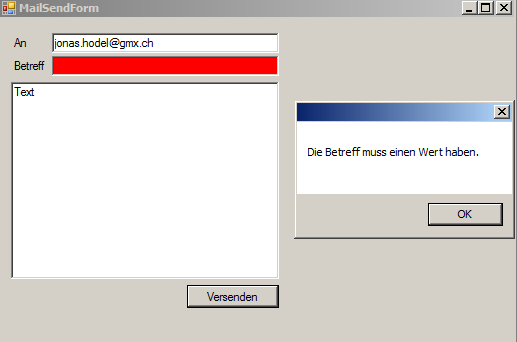 MailSendForm
An
jonas.hodel@gmx.ch
Betreff
Text
Die Betreff muss einen Wert haben.
OK
Versenden